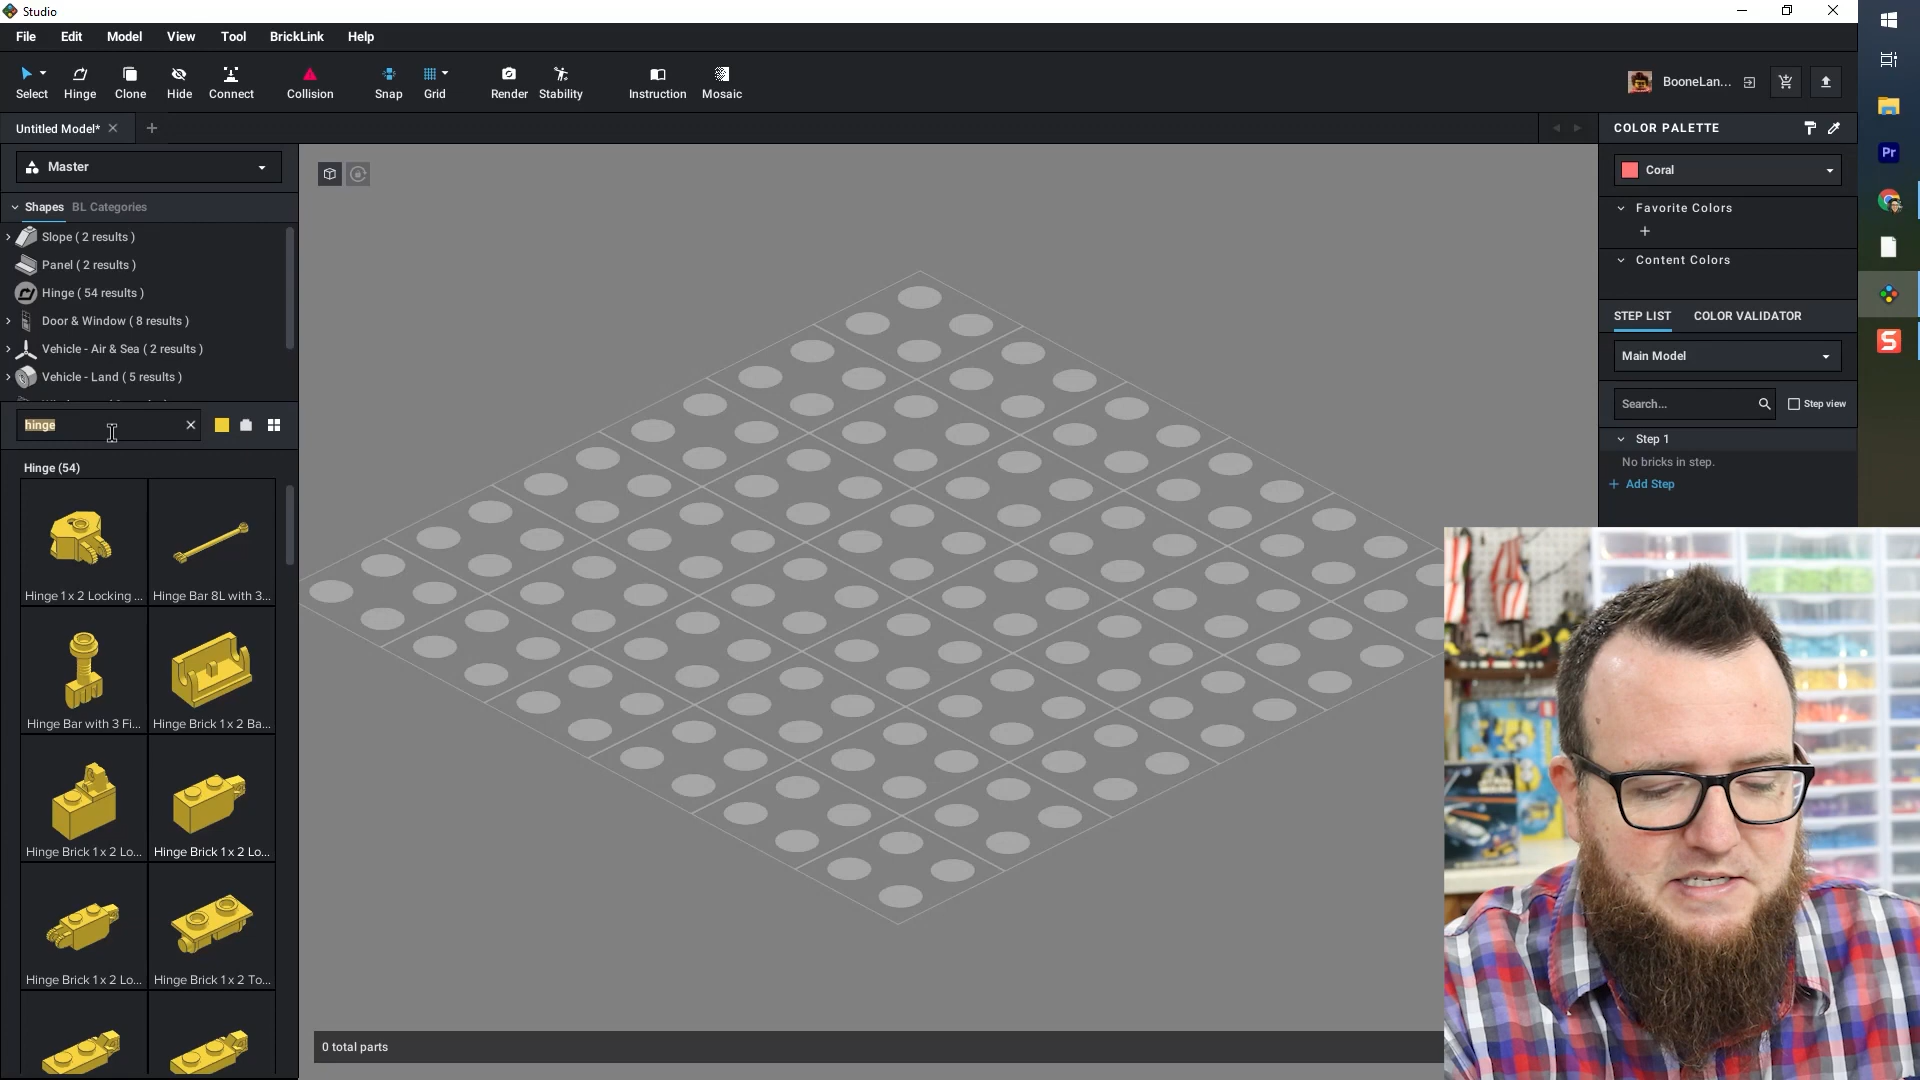 Studio
File Edit Model View Tool BrickLink Help
Select Hinge Clone Hide Connect Collision Snap Grid Render Stability Instruction Mosaic
BooneLan...
Untitled Model*
COLOR PALETTE
Master
Coral
Shapes BL Categories
Favorite Colors
Slope ( 2 results )
Panel ( 2 results )
Content Colors
Hinge ( 54 results )
Door & Window ( 8 results )
STEP LIST COLOR VALIDATOR
Vehicle - Air & Sea ( 2 results )
Main Model
Vehicle - Land ( 5 results )
Search... Step view
hinge
Step 1
No bricks in step.
Hinge (54)
Add Step
Hinge 1 x 2 Locking ... Hinge Bar 8L with 3...
Hinge Bar with 3 Fi... Hinge Brick 1 x 2 Ba...
Hinge Brick 1 x 2 Lo... Hinge Brick 1 x 2 Lo...
Hinge Brick 1 x 2 Lo... Hinge Brick 1 x 2 To...
0 total parts
Pr
S